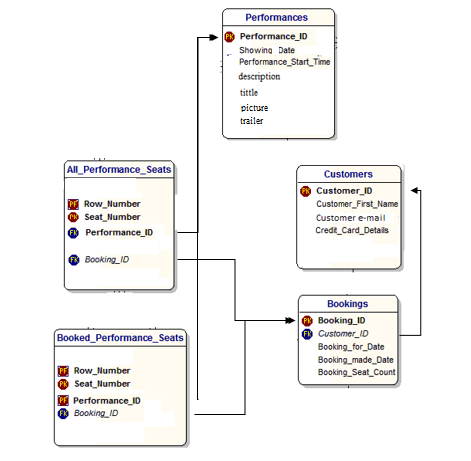 Performances
PK Performance_ID
Showing_Date
Performance_Start_Time
description
tittle
picture
trailer
All_Performance_Seats
PF Row_Number
PK Seat_Number
FK Performance_ID
FK Booking_ID
Customers
PK Customer_ID
Customer_First_Name
Customer e-mail
Credit_Card_Details
Bookings
PK Booking_ID
FK Customer_ID
Booking_for_Date
Booking_made_Date
Booking_Seat_Count
Booked_Performance_Seats
PF Row_Number
PK Seat_Number
PF Performance_ID
FK Booking_ID